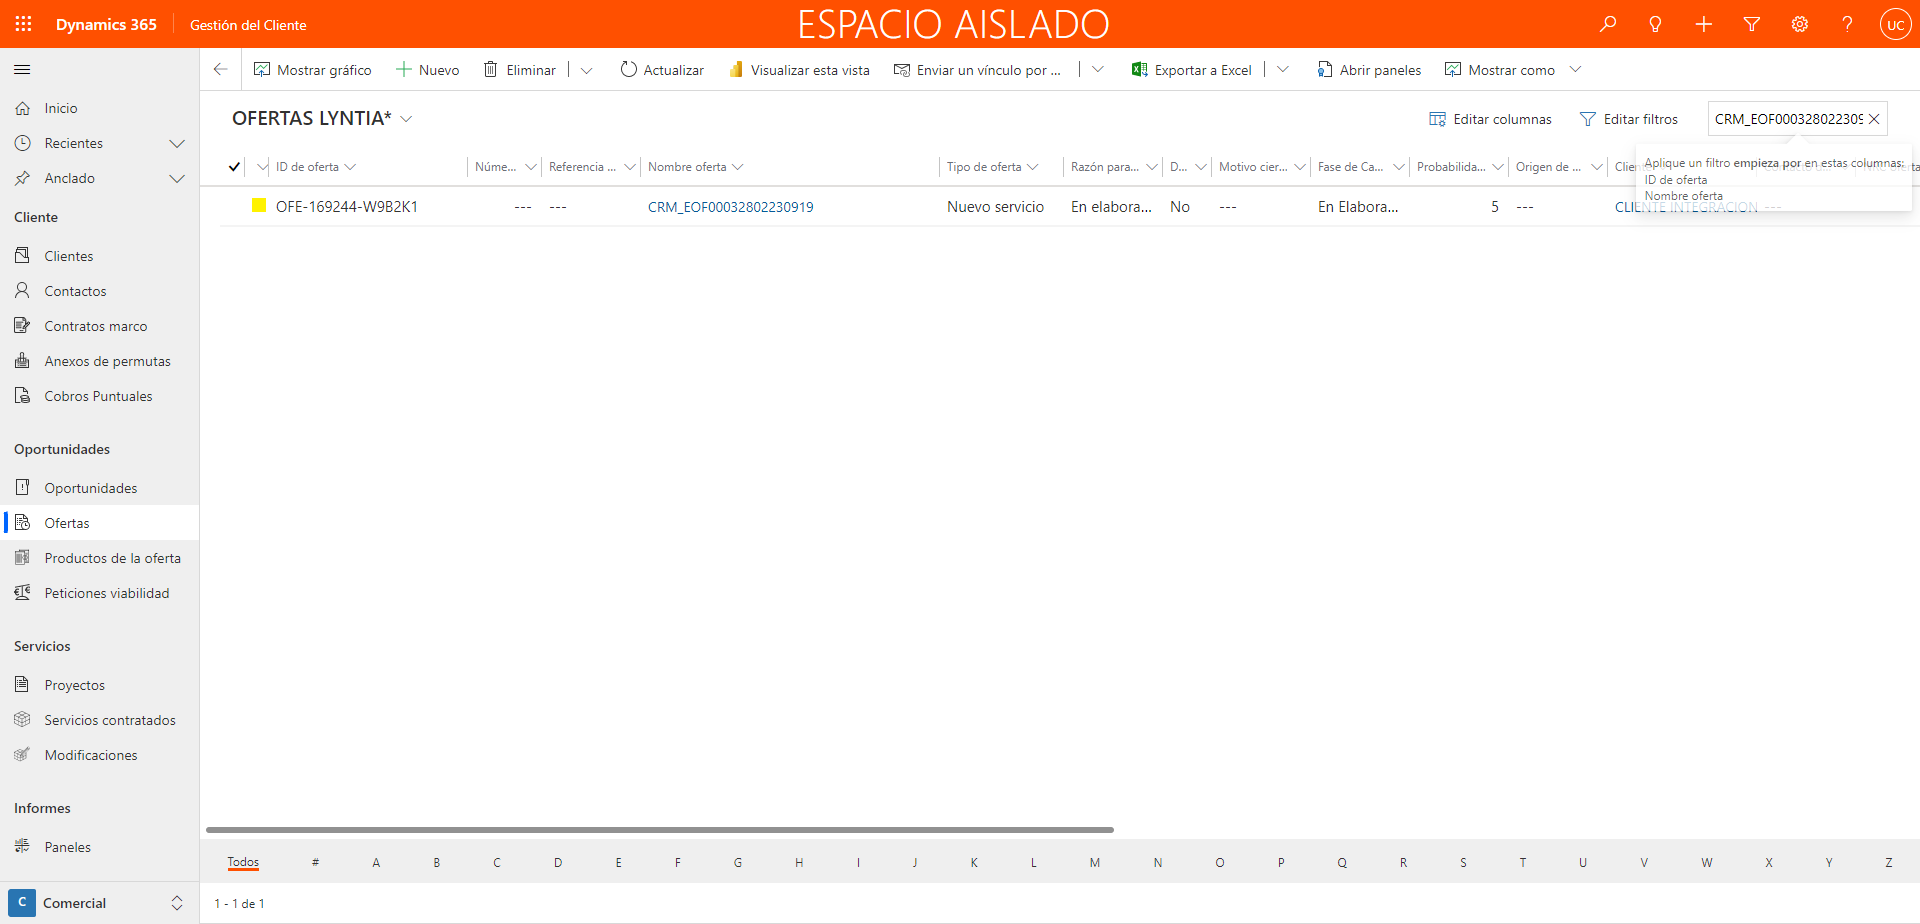 Dynamics 365
Gestión del Cliente
ESPACIO AISLADO
UC
Mostrar gráfico
Nuevo
Eliminar
Actualizar
Visualizar esta vista
Enviar un vínculo por ...
Exportar a Excel
Abrir paneles
Mostrar como
Inicio
Recientes
Anclado
Cliente
Clientes
Contactos
Contratos marco
Anexos de permutas
Cobros Puntuales
Oportunidades
Oportunidades
Ofertas
Productos de la oferta
Peticiones viabilidad
Servicios
Proyectos
Servicios contratados
Modificaciones
Informes
Paneles
C Comercial
OFERTAS LYNTIA*
Editar columnas
Editar filtros
CRM_EOF00032802230919
ID de oferta
Núme...
Referencia ...
Nombre oferta
Tipo de oferta
Razón para...
D...
Motivo cier...
Fase de Ca...
Probabilida...
Origen de ...
Cliente
Aplique un filtro empieza por en estas columnas:
ID de oferta
Nombre oferta
OFE-169244-W9B2K1 --- --- CRM_EOF00032802230919 Nuevo servicio En elabora... No --- En Elabora... 5 --- CLIENTE INTEGRACION ---
Todos # A B C D E F G H I J K L M N O P Q R S T U V W X Y Z
1 - 1 de 1